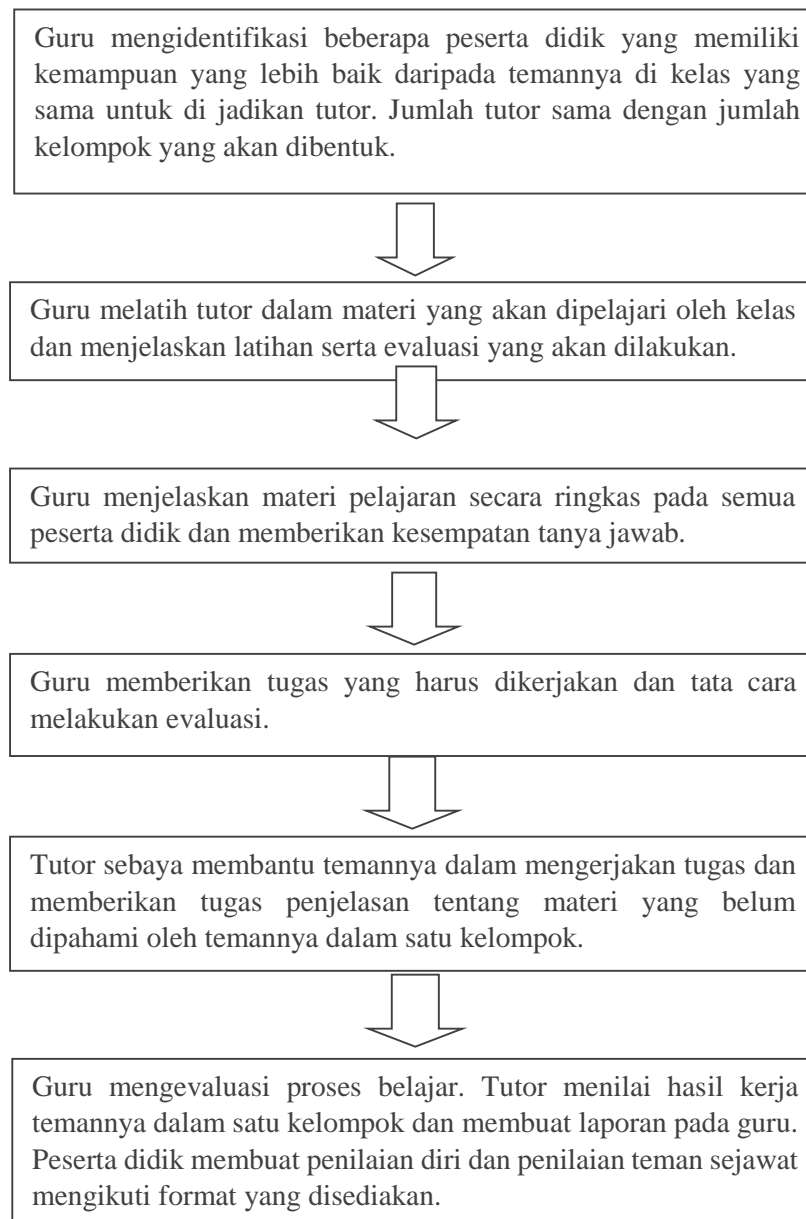 Guru mengidentifikasi beberapa peserta didik yang memiliki
kemampuan yang lebih baik daripada temannya di kelas yang
sama untuk di jadikan tutor. Jumlah tutor sama dengan jumlah
kelompok yang akan dibentuk.
Guru melatih tutor dalam materi yang akan dipelajari oleh kelas
dan menjelaskan latihan serta evaluasi yang akan dilakukan.
Guru menjelaskan materi pelajaran secara ringkas pada semua
peserta didik dan memberikan kesempatan tanya jawab.
Guru memberikan tugas yang harus dikerjakan dan tata cara
melakukan evaluasi.
Tutor sebaya membantu temannya dalam mengerjakan tugas dan
memberikan tugas penjelasan tentang materi yang belum
dipahami oleh temannya dalam satu kelompok.
Guru mengevaluasi proses belajar. Tutor menilai hasil kerja
temannya dalam satu kelompok dan membuat laporan pada guru.
Peserta didik membuat penilaian diri dan penilaian teman sejawat
mengikuti format yang disediakan.